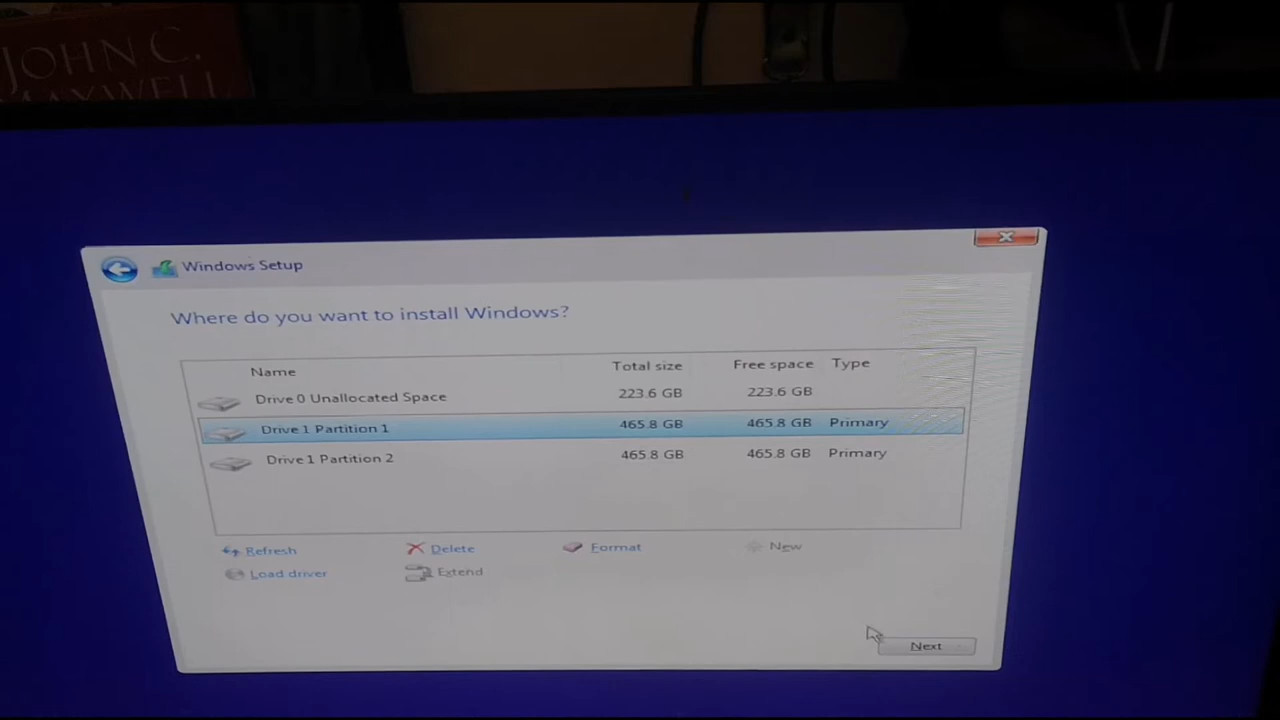 JOHN C.
MAXWELL
Windows Setup
Where do you want to install Windows?
Name Total size Free space Type
Drive 0 Unallocated Space 223.6 GB 223.6 GB
Drive 1 Partition 1 465.8 GB 465.8 GB Primary
Drive 1 Partition 2 465.8 GB 465.8 GB Primary
Refresh Delete Format New
Load driver Extend
Next